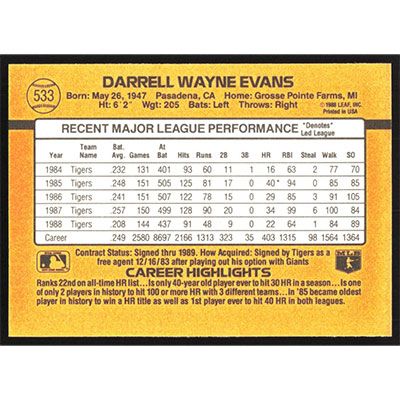 533
DARRELL WAYNE EVANS
Born: May 26, 1947 Pasadena, CA Home: Grosse Pointe Farms, MI
Ht: 6'2" Wgt: 205 Bats: Left Throws: Right
© 1988 LEAF, INC.
Printed in USA
RECENT MAJOR LEAGUE PERFORMANCE
*Denotes*
Led League
Year Team Name Bat. Avg. Games At Bat Hits Runs 2B 3B HR RBI Steal Walk SO
1984 Tigers .232 131 401 93 60 11 1 16 63 2 77 70
1985 Tigers .248 151 505 125 81 17 0 40* 94 0 85 85
1986 Tigers .241 151 507 122 78 15 0 29 85 3 91 105
1987 Tigers .257 150 499 128 90 20 0 34 99 6 100 84
1988 Tigers .208 144 437 91 48 9 0 22 64 1 84 89
Career .249 2580 8697 2166 1313 323 35 403 1315 98 1564 1364
Contract Status: Signed thru 1989. How Acquired: Signed by Tigers as a
free agent 12/16/83 after playing out his option with Giants
CAREER HIGHLIGHTS
MLB
Ranks 22nd on all-time HR list... Is only 40-year old player ever to hit 30 HR in a season... Is one
of only 2 players in history to hit 100 or more HR with 3 different teams... In '85 became oldest
player in history to win a HR title as well as 1st player ever to hit 40 HR in both leagues.